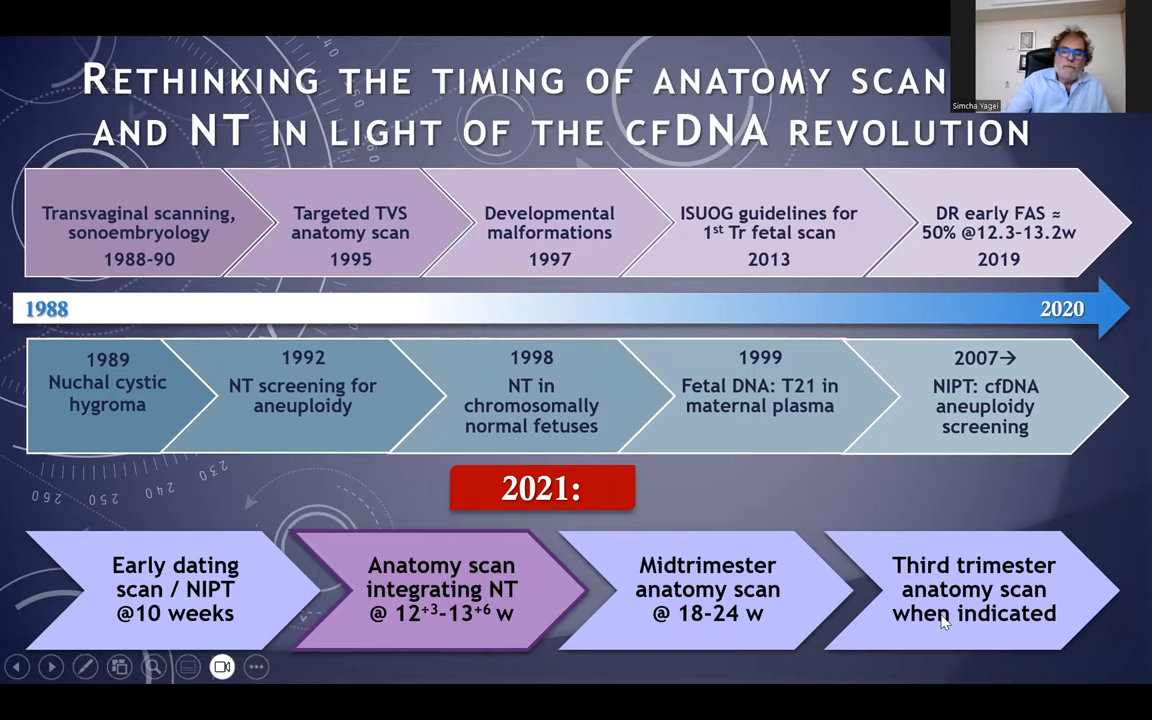 RETHINKING THE TIMING OF ANATOMY SCAN
AND NT IN LIGHT OF THE cfDNA REVOLUTION
Simcha Yagel
Transvaginal scanning,
sonoembryology
1988-90
Targeted TVS
anatomy scan
1995
Developmental
malformations
1997
ISUOG guidelines for
1st Tr fetal scan
2013
DR early FAS ≈
50% @12.3-13.2w
2019
1988
2020
1989
Nuchal cystic
hygroma
1992
NT screening for
aneuploidy
1998
NT in
chromosomally
normal fetuses
1999
Fetal DNA: T21 in
maternal plasma
2007→
NIPT: cfDNA
aneuploidy
screening
2021:
Early dating
scan / NIPT
@10 weeks
Anatomy scan
integrating NT
@ 12+3-13+6 w
Midtrimester
anatomy scan
@ 18-24 w
Third trimester
anatomy scan
when indicated
260
250
240
230